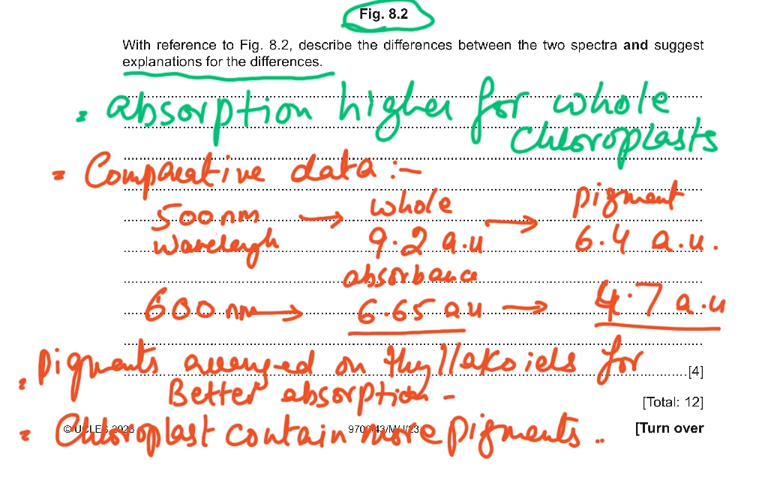 Fig. 8.2
With reference to Fig. 8.2, describe the differences between the two spectra and suggest
explanations for the differences.
absorption higher for whole
Chloroplasts
Comparative data :-
500nm → whole → pigment
wavelength 9.2 a.u 6.4 a.u.
absorbance
600 nm → 6.65 au → 4.7 a.u
Pigments arranged on thyllakoids for
[4]
Better absorption -
[Total: 12]
© UCLES 2023
[Turn over
Chloroplast contain more pigments ..